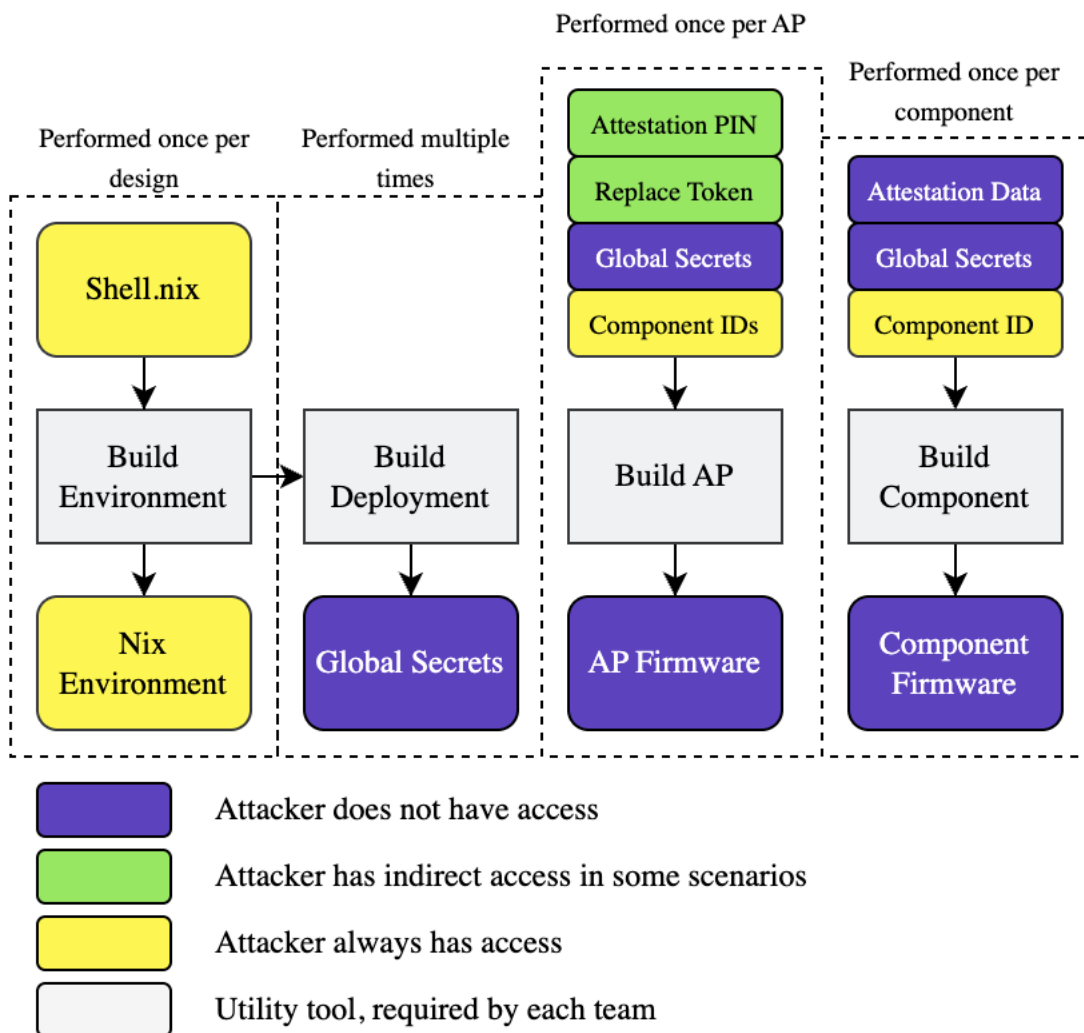 Performed once per AP
Performed once per
component
Performed once per
design
Performed multiple
times
Shell.nix
Build
Environment
Nix
Environment
Build
Deployment
Global Secrets
Attestation PIN
Replace Token
Global Secrets
Component IDs
Build AP
AP Firmware
Attestation Data
Global Secrets
Component ID
Build
Component
Component
Firmware
Attacker does not have access
Attacker has indirect access in some scenarios
Attacker always has access
Utility tool, required by each team